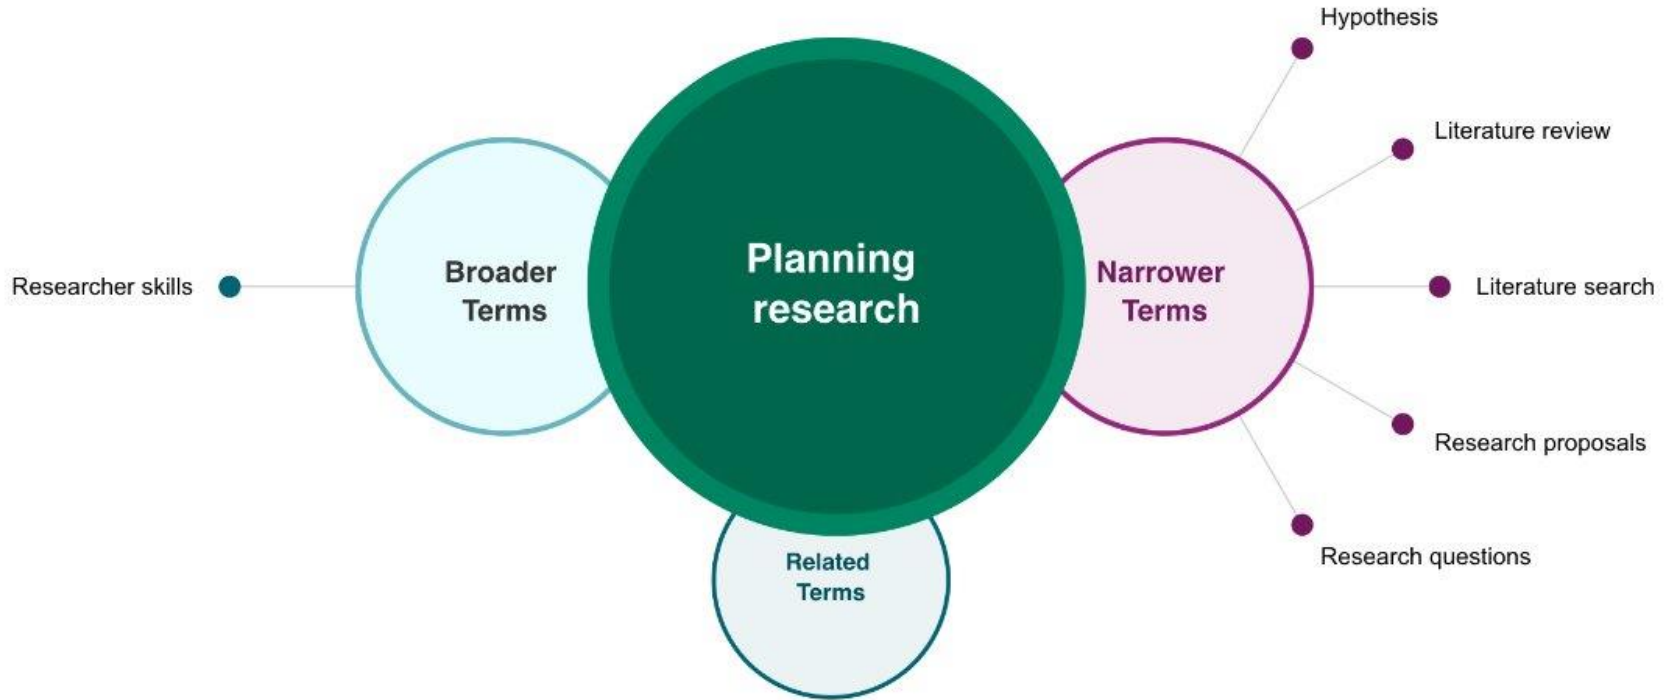 Hypothesis
Literature review
Researcher skills
Broader
Terms
Planning
research
Narrower
Terms
Literature search
Research proposals
Research questions
Related
Terms